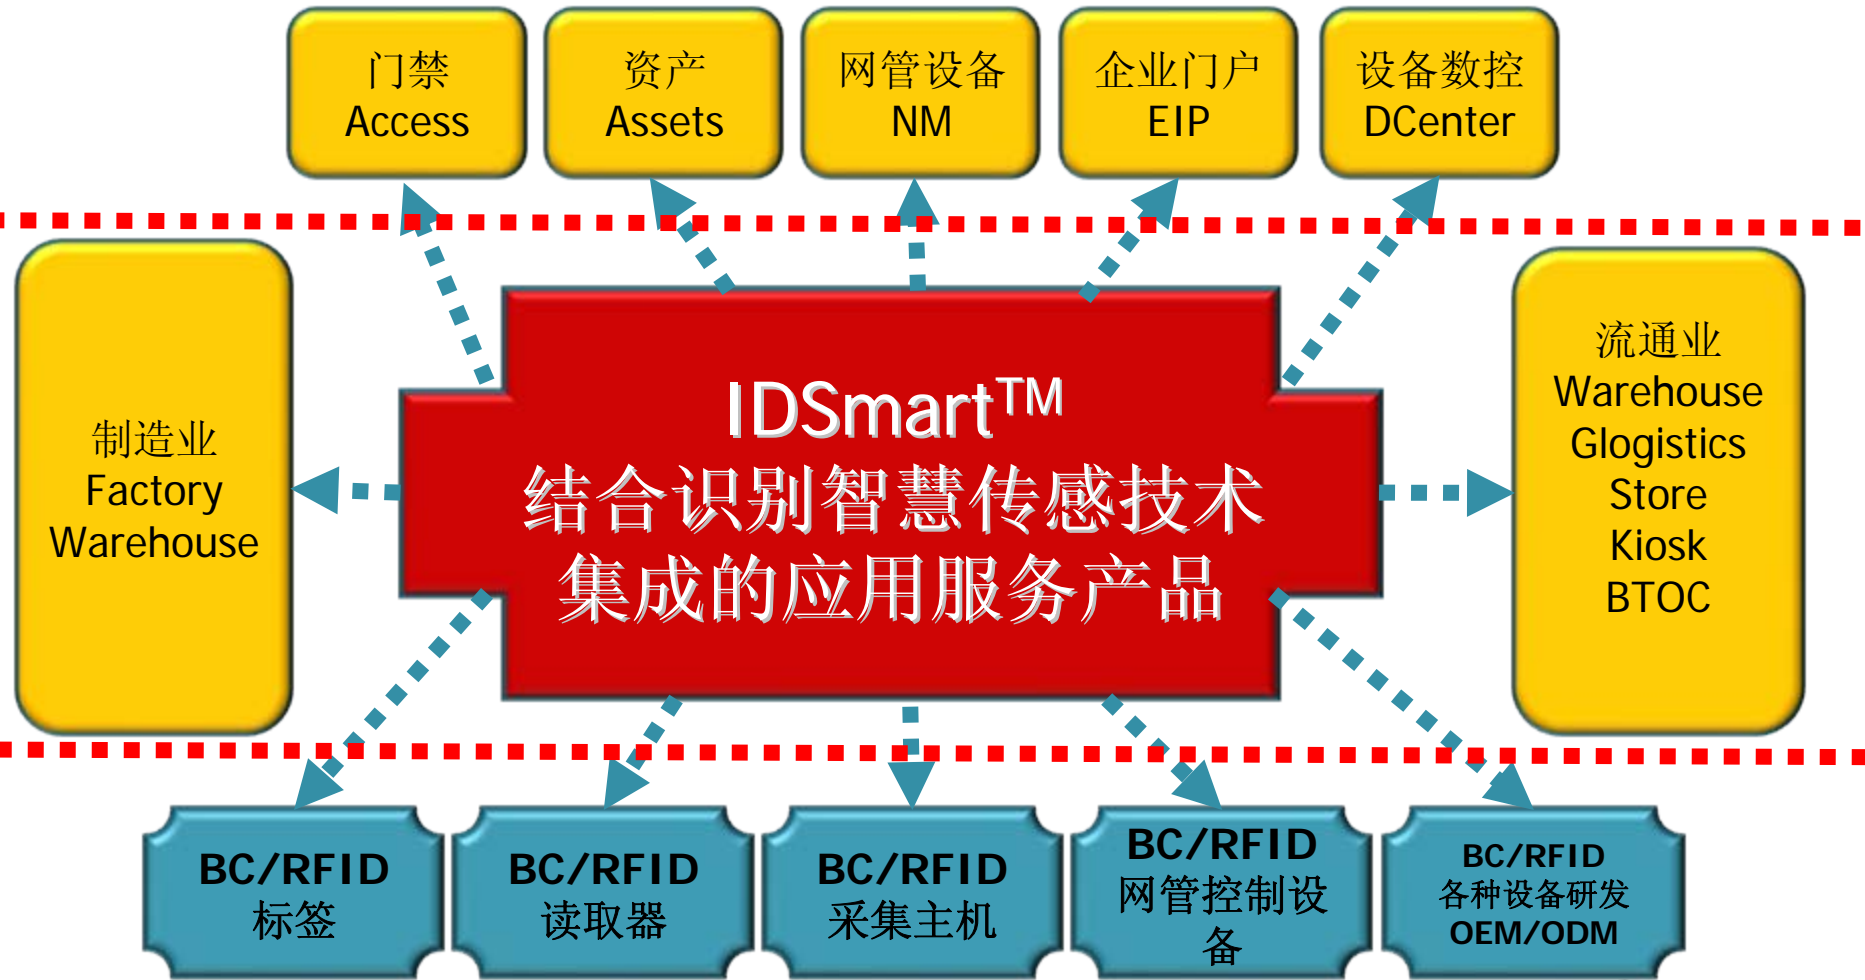 门禁
Access
资产
Assets
网管设备
NM
企业门户
EIP
设备数控
DCenter
制造业
Factory
Warehouse
IDSmart™
结合识别智慧传感技术
集成的应用服务产品
流通业
Warehouse
Glogistics
Store
Kiosk
BTOC
BC/RFID
标签
BC/RFID
读取器
BC/RFID
采集主机
BC/RFID
网管控制设
备
BC/RFID
各种设备研发
OEM/ODM